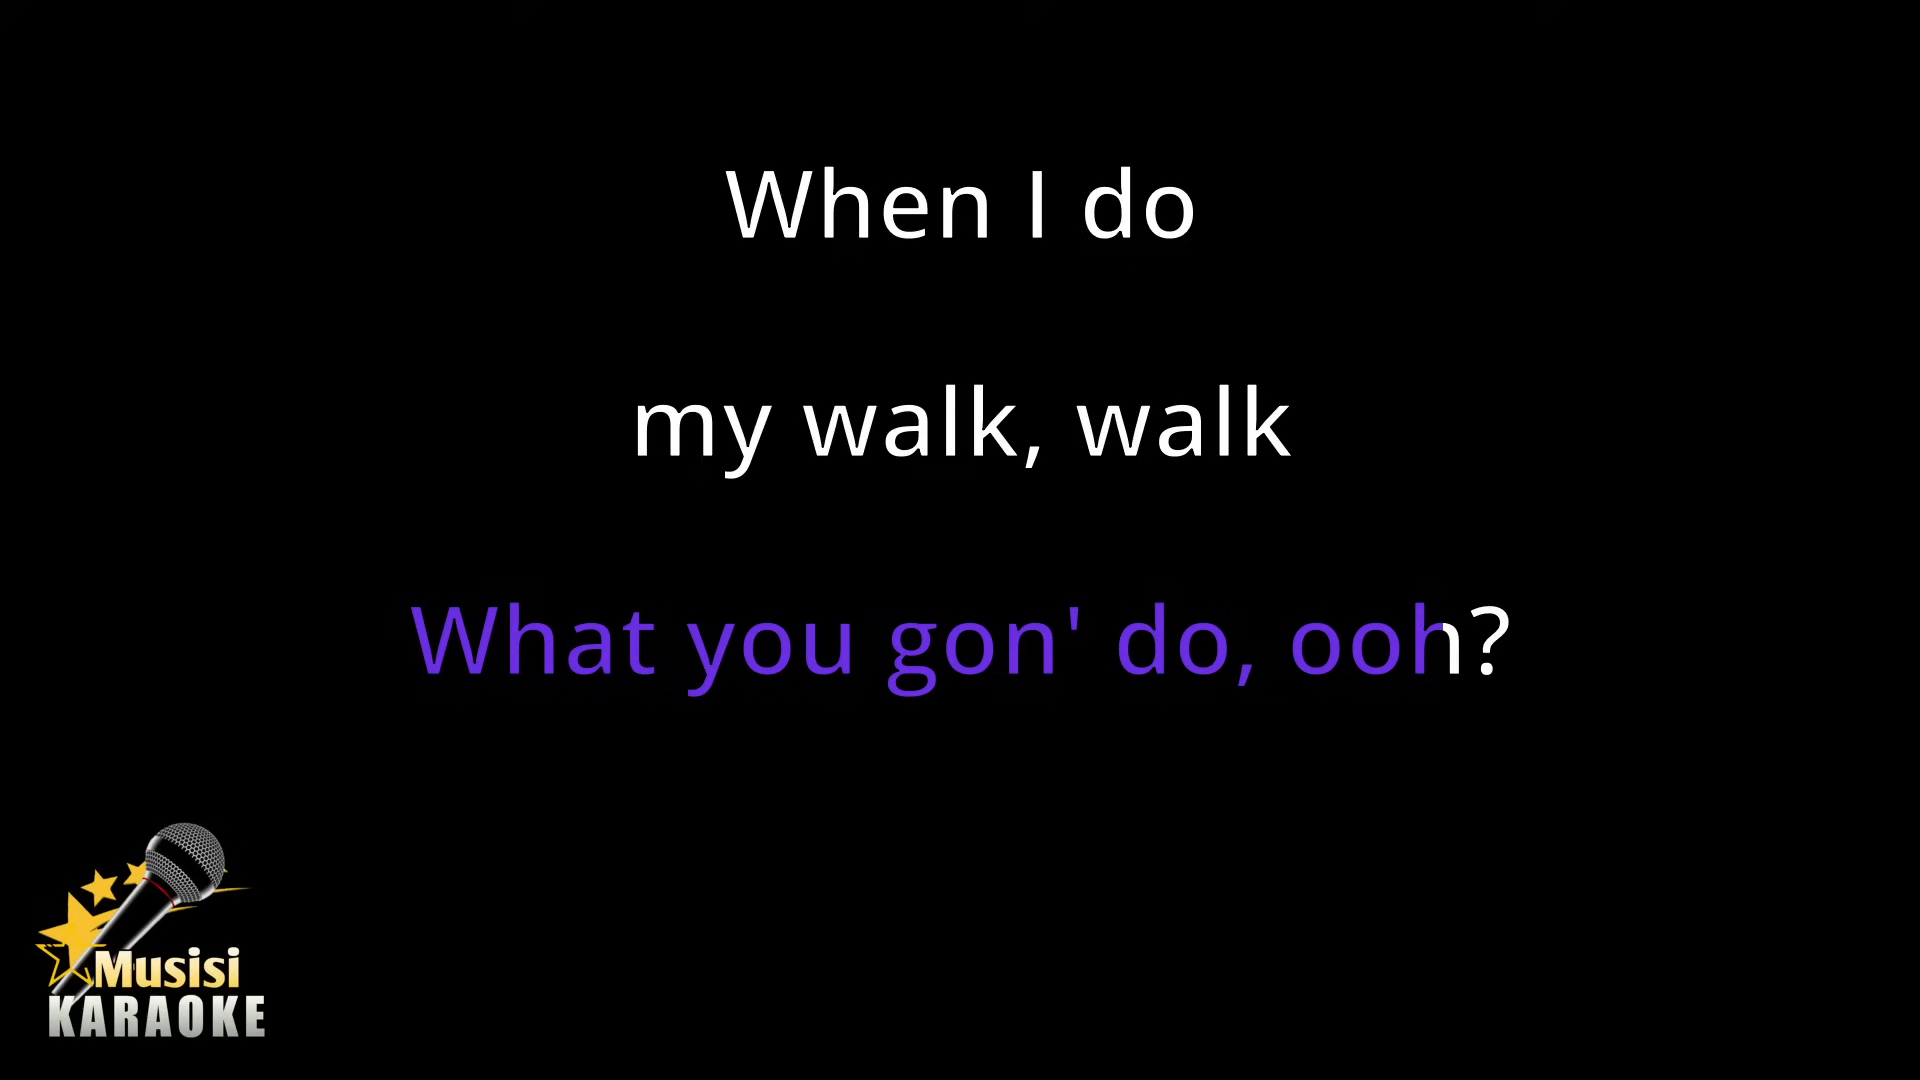 When I do
my walk, walk
What you gon' do, ooh?
Musisi
KARAOKE